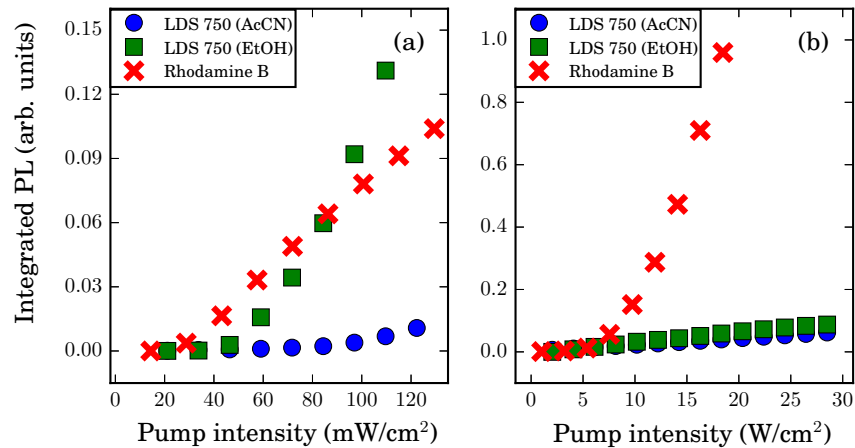 LDS 750 (AcCN)
LDS 750 (EtOH)
Rhodamine B
(a)
0.15
0.12
0.09
0.06
0.03
0.00
Integrated PL (arb. units)
0 20 40 60 80 100 120
Pump intensity (mW/cm²)
LDS 750 (AcCN)
LDS 750 (EtOH)
Rhodamine B
(b)
1.0
0.8
0.6
0.4
0.2
0.0
0 5 10 15 20 25 30
Pump intensity (W/cm²)